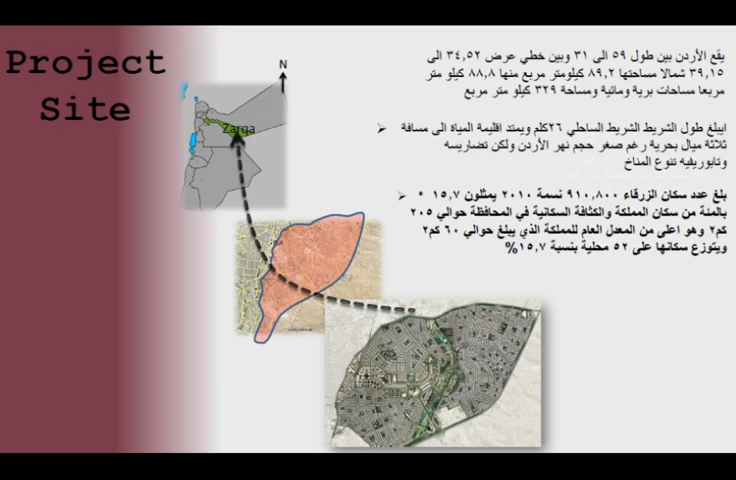 Project
Site
N
Zarqa
يقع الأردن بين طول ٥٩ الى ٣١ وبين خطي عرض ٣٤,٥٢ الى
٣٩,١٥ شمالا مساحتها ٨٩,٢ كيلومتر مربع منها ٨٨,٨ كيلو متر
مربعا مساحات برية ومائية ومساحة ٣٢٩ كيلو متر مربع
ايبلغ طول الشريط الشريط الساحلي ٢٦كلم ويمتد اقليمة المياة الى مسافة
ثلاثة ميال بحرية رغم صغر حجم نهر الأردن ولكن تضاريسه
وتابوريليه تنوع المناخ
بلغ عدد سكان الزرقاء ٩١٠,٨٠٠ نسمة ٢٠١٠ يمثلون ١٥,٧ *
بالمئة من سكان المملكة والكثافة السكانية في المحافظة حوالي ٢٠٥
كم٢ وهو اعلى من المعدل العام للمملكة الذي يبلغ حوالي ٦٠ كم٢
ويتوزع سكانها على ٥٢ محلية بنسبة ١٥,٧%